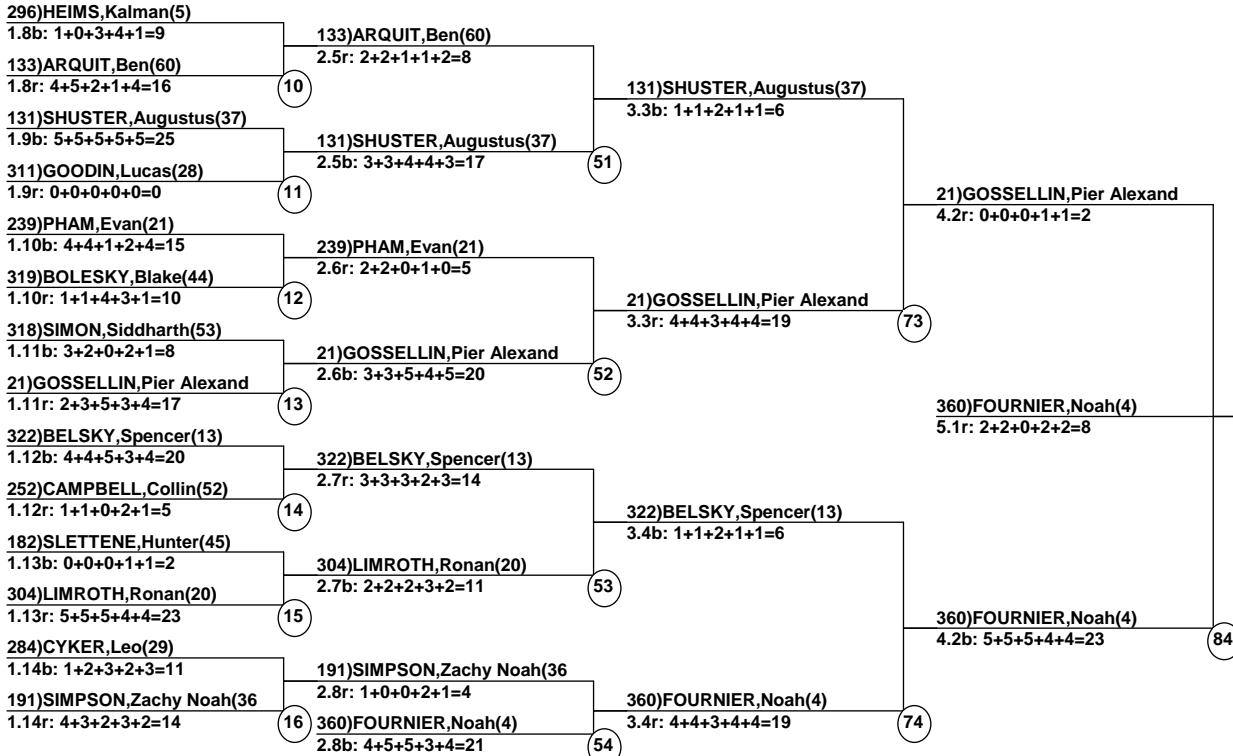 296)HEIMS,Kalman(5)
1.8b: 1+0+3+4+1=9
133)ARQUIT,Ben(60)
1.8r: 4+5+2+1+4=16
10
131)SHUSTER,Augustus(37)
1.9b: 5+5+5+5+5=25
311)GOODIN,Lucas(28)
1.9r: 0+0+0+0+0=0
11
239)PHAM,Evan(21)
1.10b: 4+4+1+2+4=15
319)BOLESKY,Blake(44)
1.10r: 1+1+4+3+1=10
12
318)SIMON,Siddharth(53)
1.11b: 3+2+0+2+1=8
21)GOSSELLIN,Pier Alexand
1.11r: 2+3+5+3+4=17
13
322)BELSKY,Spencer(13)
1.12b: 4+4+5+3+4=20
252)CAMPBELL,Collin(52)
1.12r: 1+1+0+2+1=5
14
182)SLETTENE,Hunter(45)
1.13b: 0+0+0+1+1=2
304)LIMROTH,Ronan(20)
1.13r: 5+5+5+4+4=23
15
284)CYKER,Leo(29)
1.14b: 1+2+3+2+3=11
191)SIMPSON,Zachy Noah(36
1.14r: 4+3+2+3+2=14
16
133)ARQUIT,Ben(60)
2.5r: 2+2+1+1+2=8
131)SHUSTER,Augustus(37)
2.5b: 3+3+4+4+3=17
51
239)PHAM,Evan(21)
2.6r: 2+2+0+1+0=5
21)GOSSELLIN,Pier Alexand
2.6b: 3+3+5+4+5=20
52
322)BELSKY,Spencer(13)
2.7r: 3+3+3+2+3=14
304)LIMROTH,Ronan(20)
2.7b: 2+2+2+3+2=11
53
191)SIMPSON,Zachy Noah(36
2.8r: 1+0+0+2+1=4
360)FOURNIER,Noah(4)
2.8b: 4+5+5+3+4=21
54
131)SHUSTER,Augustus(37)
3.3b: 1+1+2+1+1=6
21)GOSSELLIN,Pier Alexand
3.3r: 4+4+3+4+4=19
73
322)BELSKY,Spencer(13)
3.4b: 1+1+2+1+1=6
360)FOURNIER,Noah(4)
3.4r: 4+4+3+4+4=19
74
21)GOSSELLIN,Pier Alexand
4.2r: 0+0+0+1+1=2
360)FOURNIER,Noah(4)
4.2b: 5+5+5+4+4=23
84
360)FOURNIER,Noah(4)
5.1r: 2+2+0+2+2=8